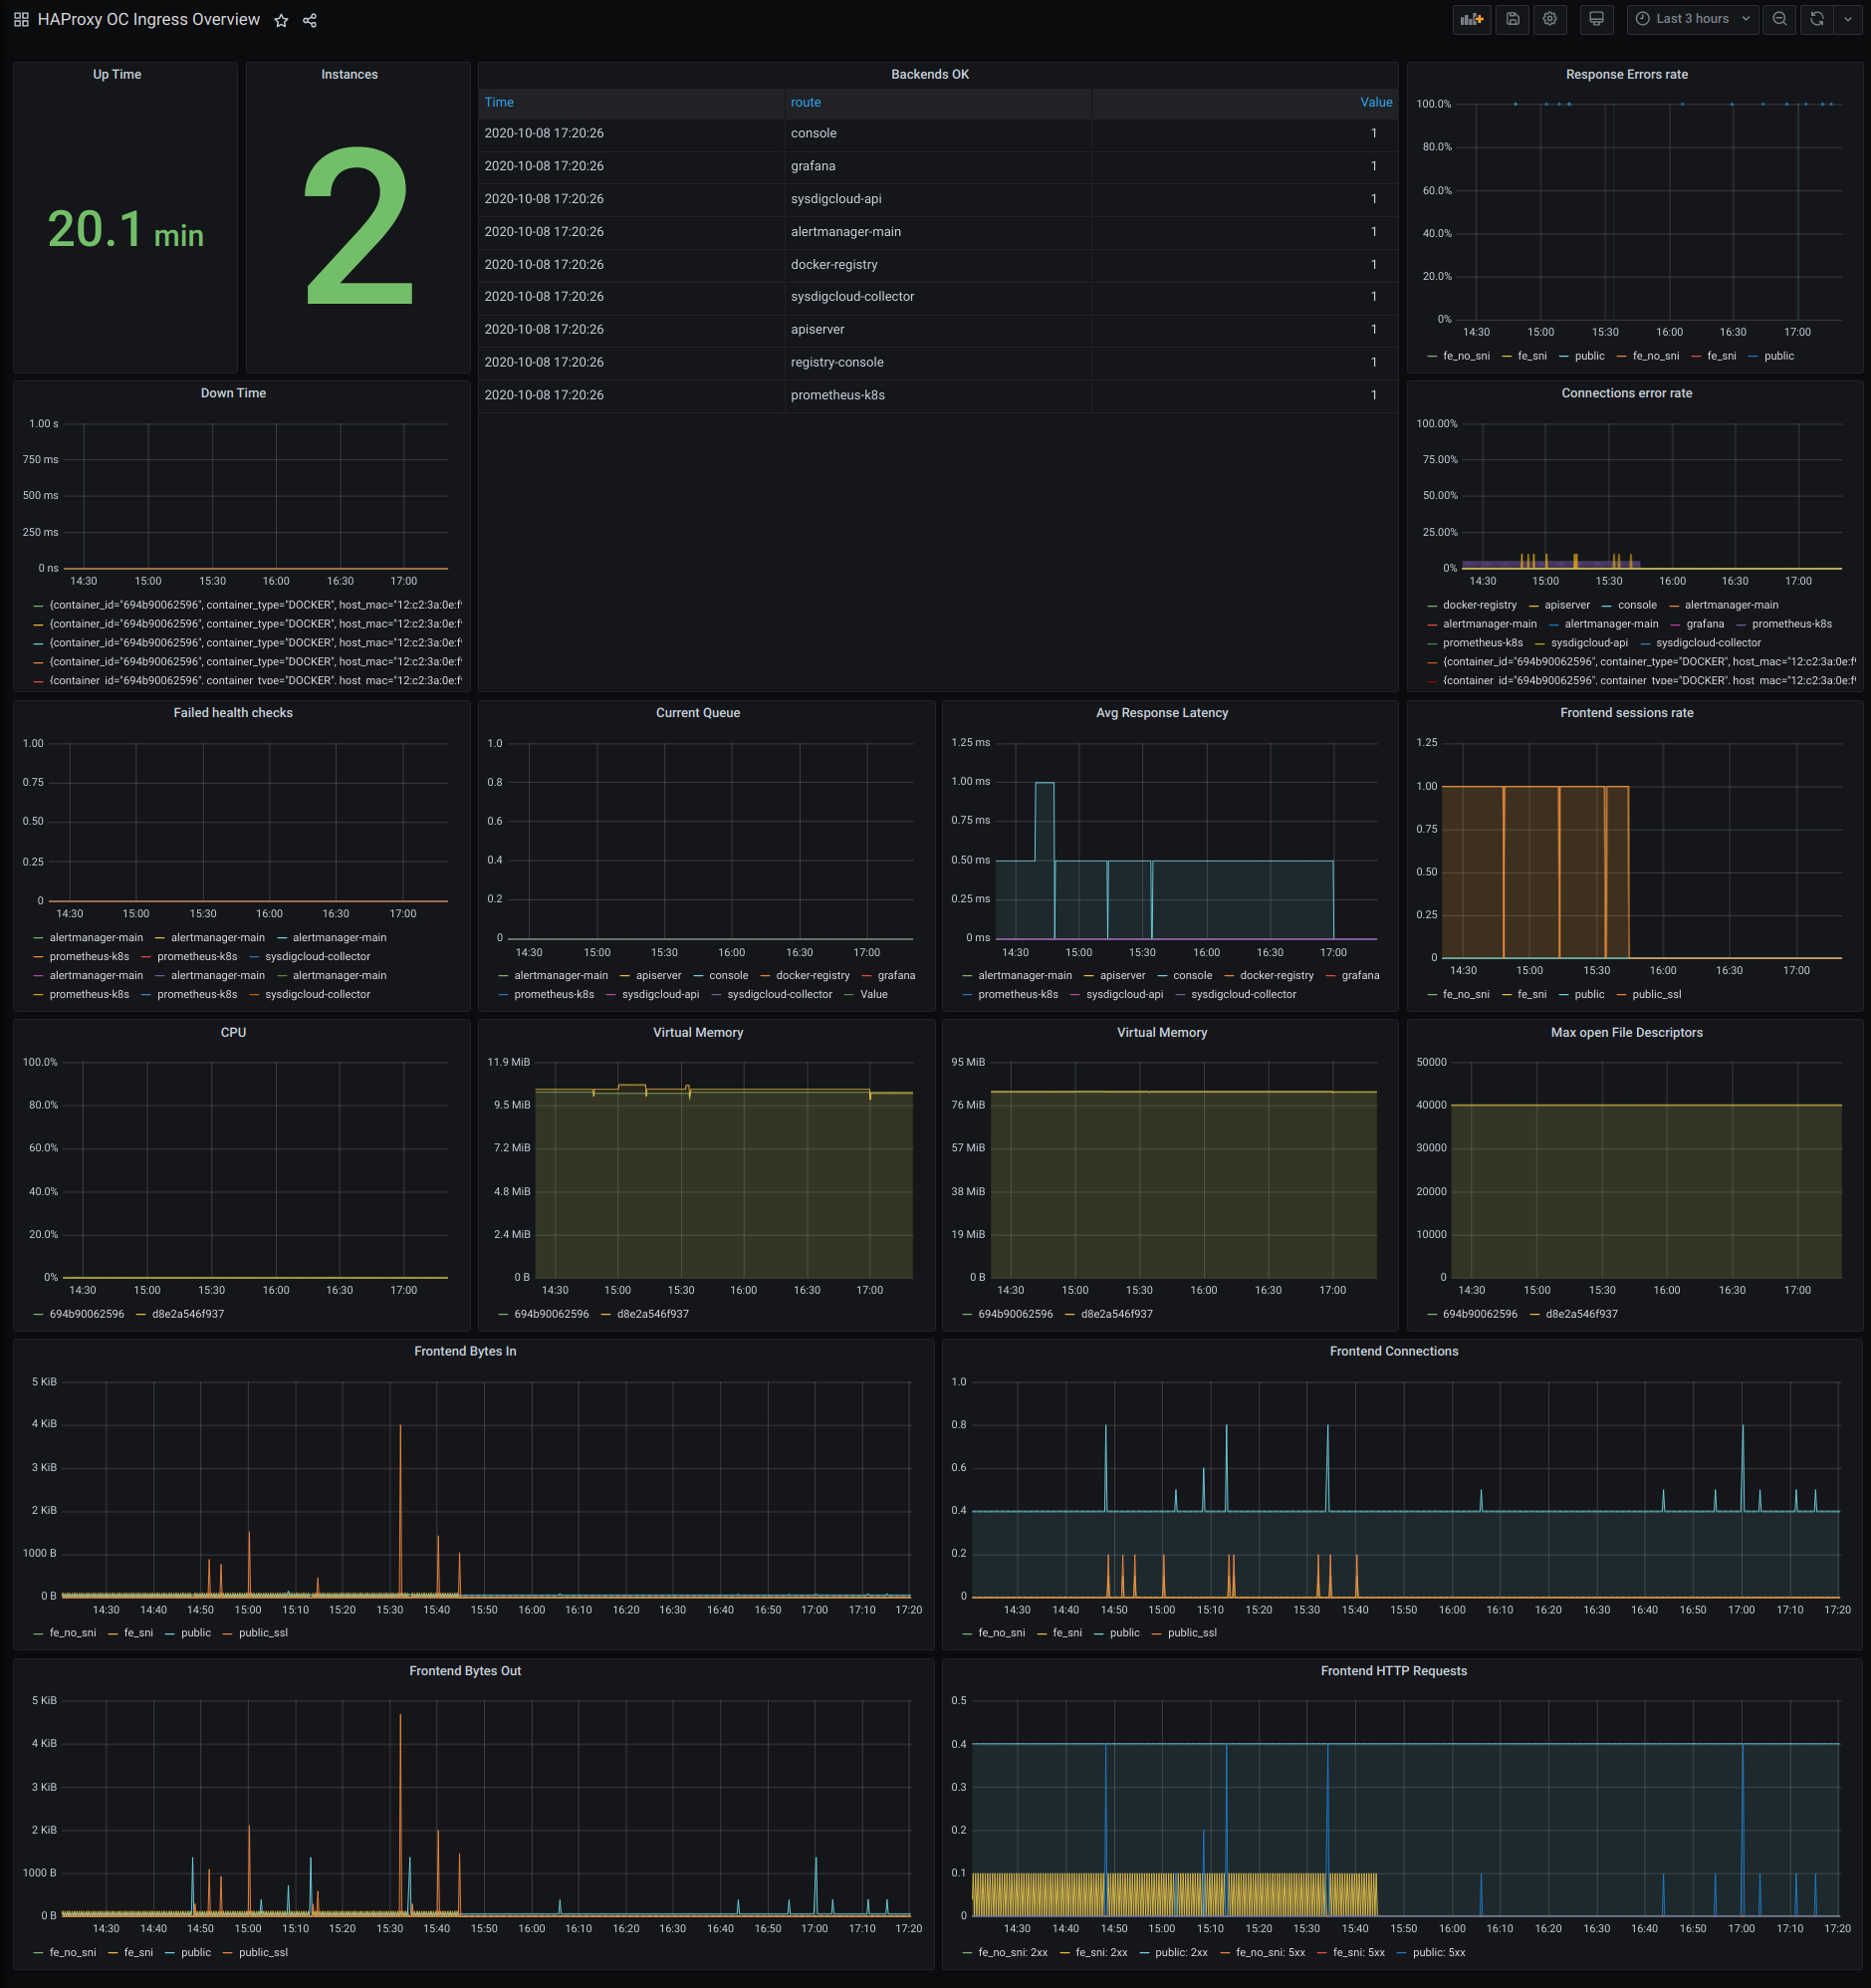 HAProxy OC Ingress Overview
Last 3 hours
Up Time
20.1 min
Instances
2
Backends OK
Time route Value
2020-10-08 17:20:26 console 1
2020-10-08 17:20:26 grafana 1
2020-10-08 17:20:26 sysdigcloud-api 1
2020-10-08 17:20:26 alertmanager-main 1
2020-10-08 17:20:26 docker-registry 1
2020-10-08 17:20:26 sysdigcloud-collector 1
2020-10-08 17:20:26 apiserver 1
2020-10-08 17:20:26 registry-console 1
2020-10-08 17:20:26 prometheus-k8s 1
Response Errors rate
100.0%
80.0%
60.0%
40.0%
20.0%
0%
14:30 15:00 15:30 16:00 16:30 17:00
fe_no_sni fe_sni public fe_no_sni fe_sni public
Down Time
1.00 s
750 ms
500 ms
250 ms
0 ns
14:30 15:00 15:30 16:00 16:30 17:00
{container_id="694b90062596", container_type="DOCKER", host_mac="12:c2:3a:0e:f
{container_id="694b90062596", container_type="DOCKER", host_mac="12:c2:3a:0e:f
{container_id="694b90062596", container_type="DOCKER", host_mac="12:c2:3a:0e:f
{container_id="694b90062596", container_type="DOCKER", host_mac="12:c2:3a:0e:f
{container_id="694b90062596", container_type="DOCKER", host_mac="12:c2:3a:0e:f
Connections error rate
100.00%
75.00%
50.00%
25.00%
0%
14:30 15:00 15:30 16:00 16:30 17:00
docker-registry apiserver console alertmanager-main
alertmanager-main alertmanager-main grafana prometheus-k8s
prometheus-k8s sysdigcloud-api sysdigcloud-collector
{container_id="694b90062596", container_type="DOCKER", host_mac="12:c2:3a:0e:f
{container_id="694b90062596", container_type="DOCKER", host_mac="12:c2:3a:0e:f
Failed health checks
1.00
0.75
0.50
0.25
0
14:30 15:00 15:30 16:00 16:30 17:00
alertmanager-main alertmanager-main alertmanager-main
prometheus-k8s prometheus-k8s sysdigcloud-collector
alertmanager-main alertmanager-main alertmanager-main
prometheus-k8s prometheus-k8s sysdigcloud-collector
Current Queue
1.0
0.8
0.6
0.4
0.2
0
14:30 15:00 15:30 16:00 16:30 17:00
alertmanager-main apiserver console docker-registry grafana
prometheus-k8s sysdigcloud-api sysdigcloud-collector Value
Avg Response Latency
1.25 ms
1.00 ms
0.75 ms
0.50 ms
0.25 ms
0 ms
14:30 15:00 15:30 16:00 16:30 17:00
alertmanager-main apiserver console docker-registry grafana
prometheus-k8s sysdigcloud-api sysdigcloud-collector
Frontend sessions rate
1.25
1.00
0.75
0.50
0.25
0
14:30 15:00 15:30 16:00 16:30 17:00
fe_no_sni fe_sni public public_ssl
CPU
100.0%
80.0%
60.0%
40.0%
20.0%
0%
14:30 15:00 15:30 16:00 16:30 17:00
694b90062596 d8e2a546f937
Virtual Memory
11.9 MiB
9.5 MiB
7.2 MiB
4.8 MiB
2.4 MiB
0 B
14:30 15:00 15:30 16:00 16:30 17:00
694b90062596 d8e2a546f937
Virtual Memory
95 MiB
76 MiB
57 MiB
38 MiB
19 MiB
0 B
14:30 15:00 15:30 16:00 16:30 17:00
694b90062596 d8e2a546f937
Max open File Descriptors
50000
40000
30000
20000
10000
0
14:30 15:00 15:30 16:00 16:30 17:00
694b90062596 d8e2a546f937
Frontend Bytes In
5 KiB
4 KiB
3 KiB
2 KiB
1000 B
0 B
14:30 14:40 14:50 15:00 15:10 15:20 15:30 15:40 15:50 16:00 16:10 16:20 16:30 16:40 16:50 17:00 17:10 17:20
fe_no_sni fe_sni public public_ssl
Frontend Connections
1.0
0.8
0.6
0.4
0.2
0
14:30 14:40 14:50 15:00 15:10 15:20 15:30 15:40 15:50 16:00 16:10 16:20 16:30 16:40 16:50 17:00 17:10 17:20
fe_no_sni fe_sni public public_ssl
Frontend Bytes Out
5 KiB
4 KiB
3 KiB
2 KiB
1000 B
0 B
14:30 14:40 14:50 15:00 15:10 15:20 15:30 15:40 15:50 16:00 16:10 16:20 16:30 16:40 16:50 17:00 17:10 17:20
fe_no_sni fe_sni public public_ssl
Frontend HTTP Requests
0.5
0.4
0.3
0.2
0.1
0
14:30 14:40 14:50 15:00 15:10 15:20 15:30 15:40 15:50 16:00 16:10 16:20 16:30 16:40 16:50 17:00 17:10 17:20
fe_no_sni: 2xx fe_sni: 2xx public: 2xx fe_no_sni: 5xx fe_sni: 5xx public: 5xx